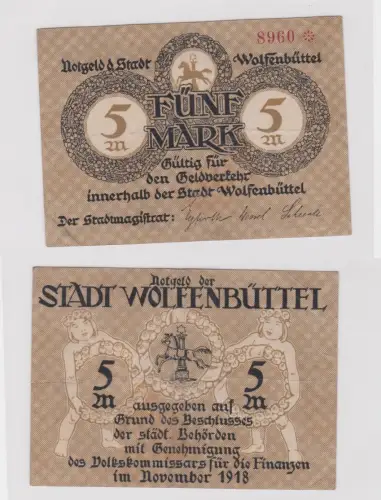 8960
Notgeld d. Stadt Wolfenbüttel
5 M FÜNF MARK 5 M
Gültig für
den Geldverkehr
innerhalb der Stadt Wolfenbüttel
Der Stadtmagistrat:
Notgeld der
STADT WOLFENBÜTTEL
5 M 5 M
ausgegeben auf
Grund des Beschlusses
der städt. Behörden
mit Genehmigung
des Volkskommissars für die Finanzen
im November 1918